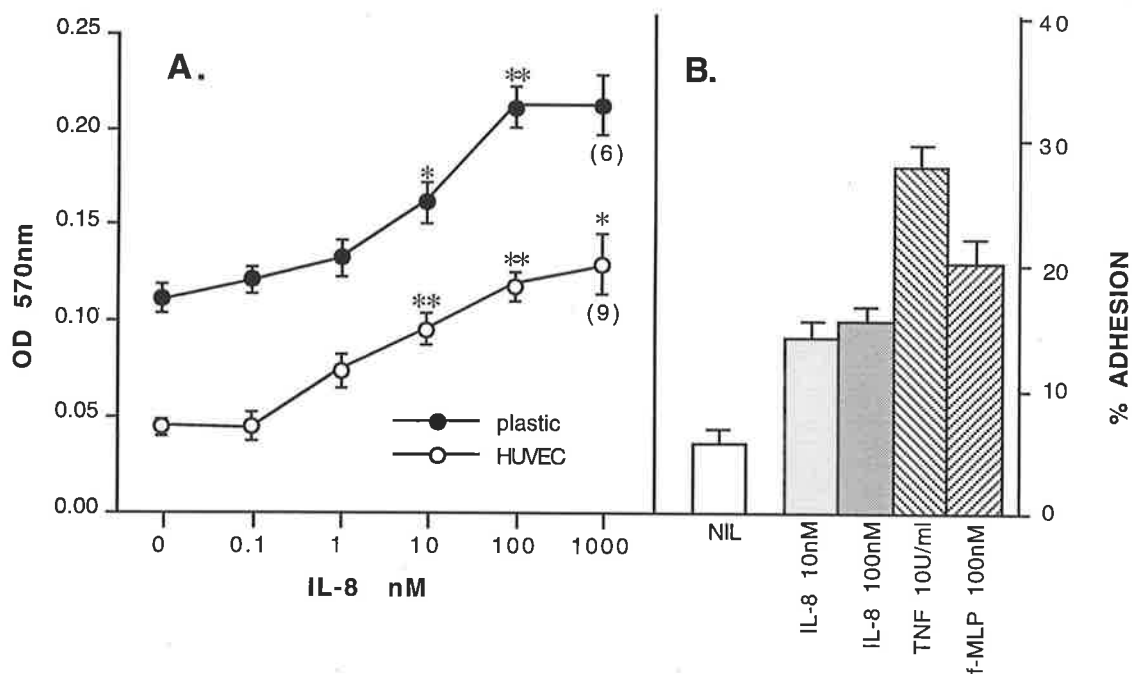 A.
0.25
0.20
0.15
0.10
0.05
0.00
OD 570nm
**
*
(6)
*
**
**
(9)
plastic
HUVEC
0 0.1 1 10 100 1000
IL-8 nM
B.
40
30
20
10
0
% ADHESION
NIL
IL-8 10nM
IL-8 100nM
TNF 10U/ml
f-MLP 100nM